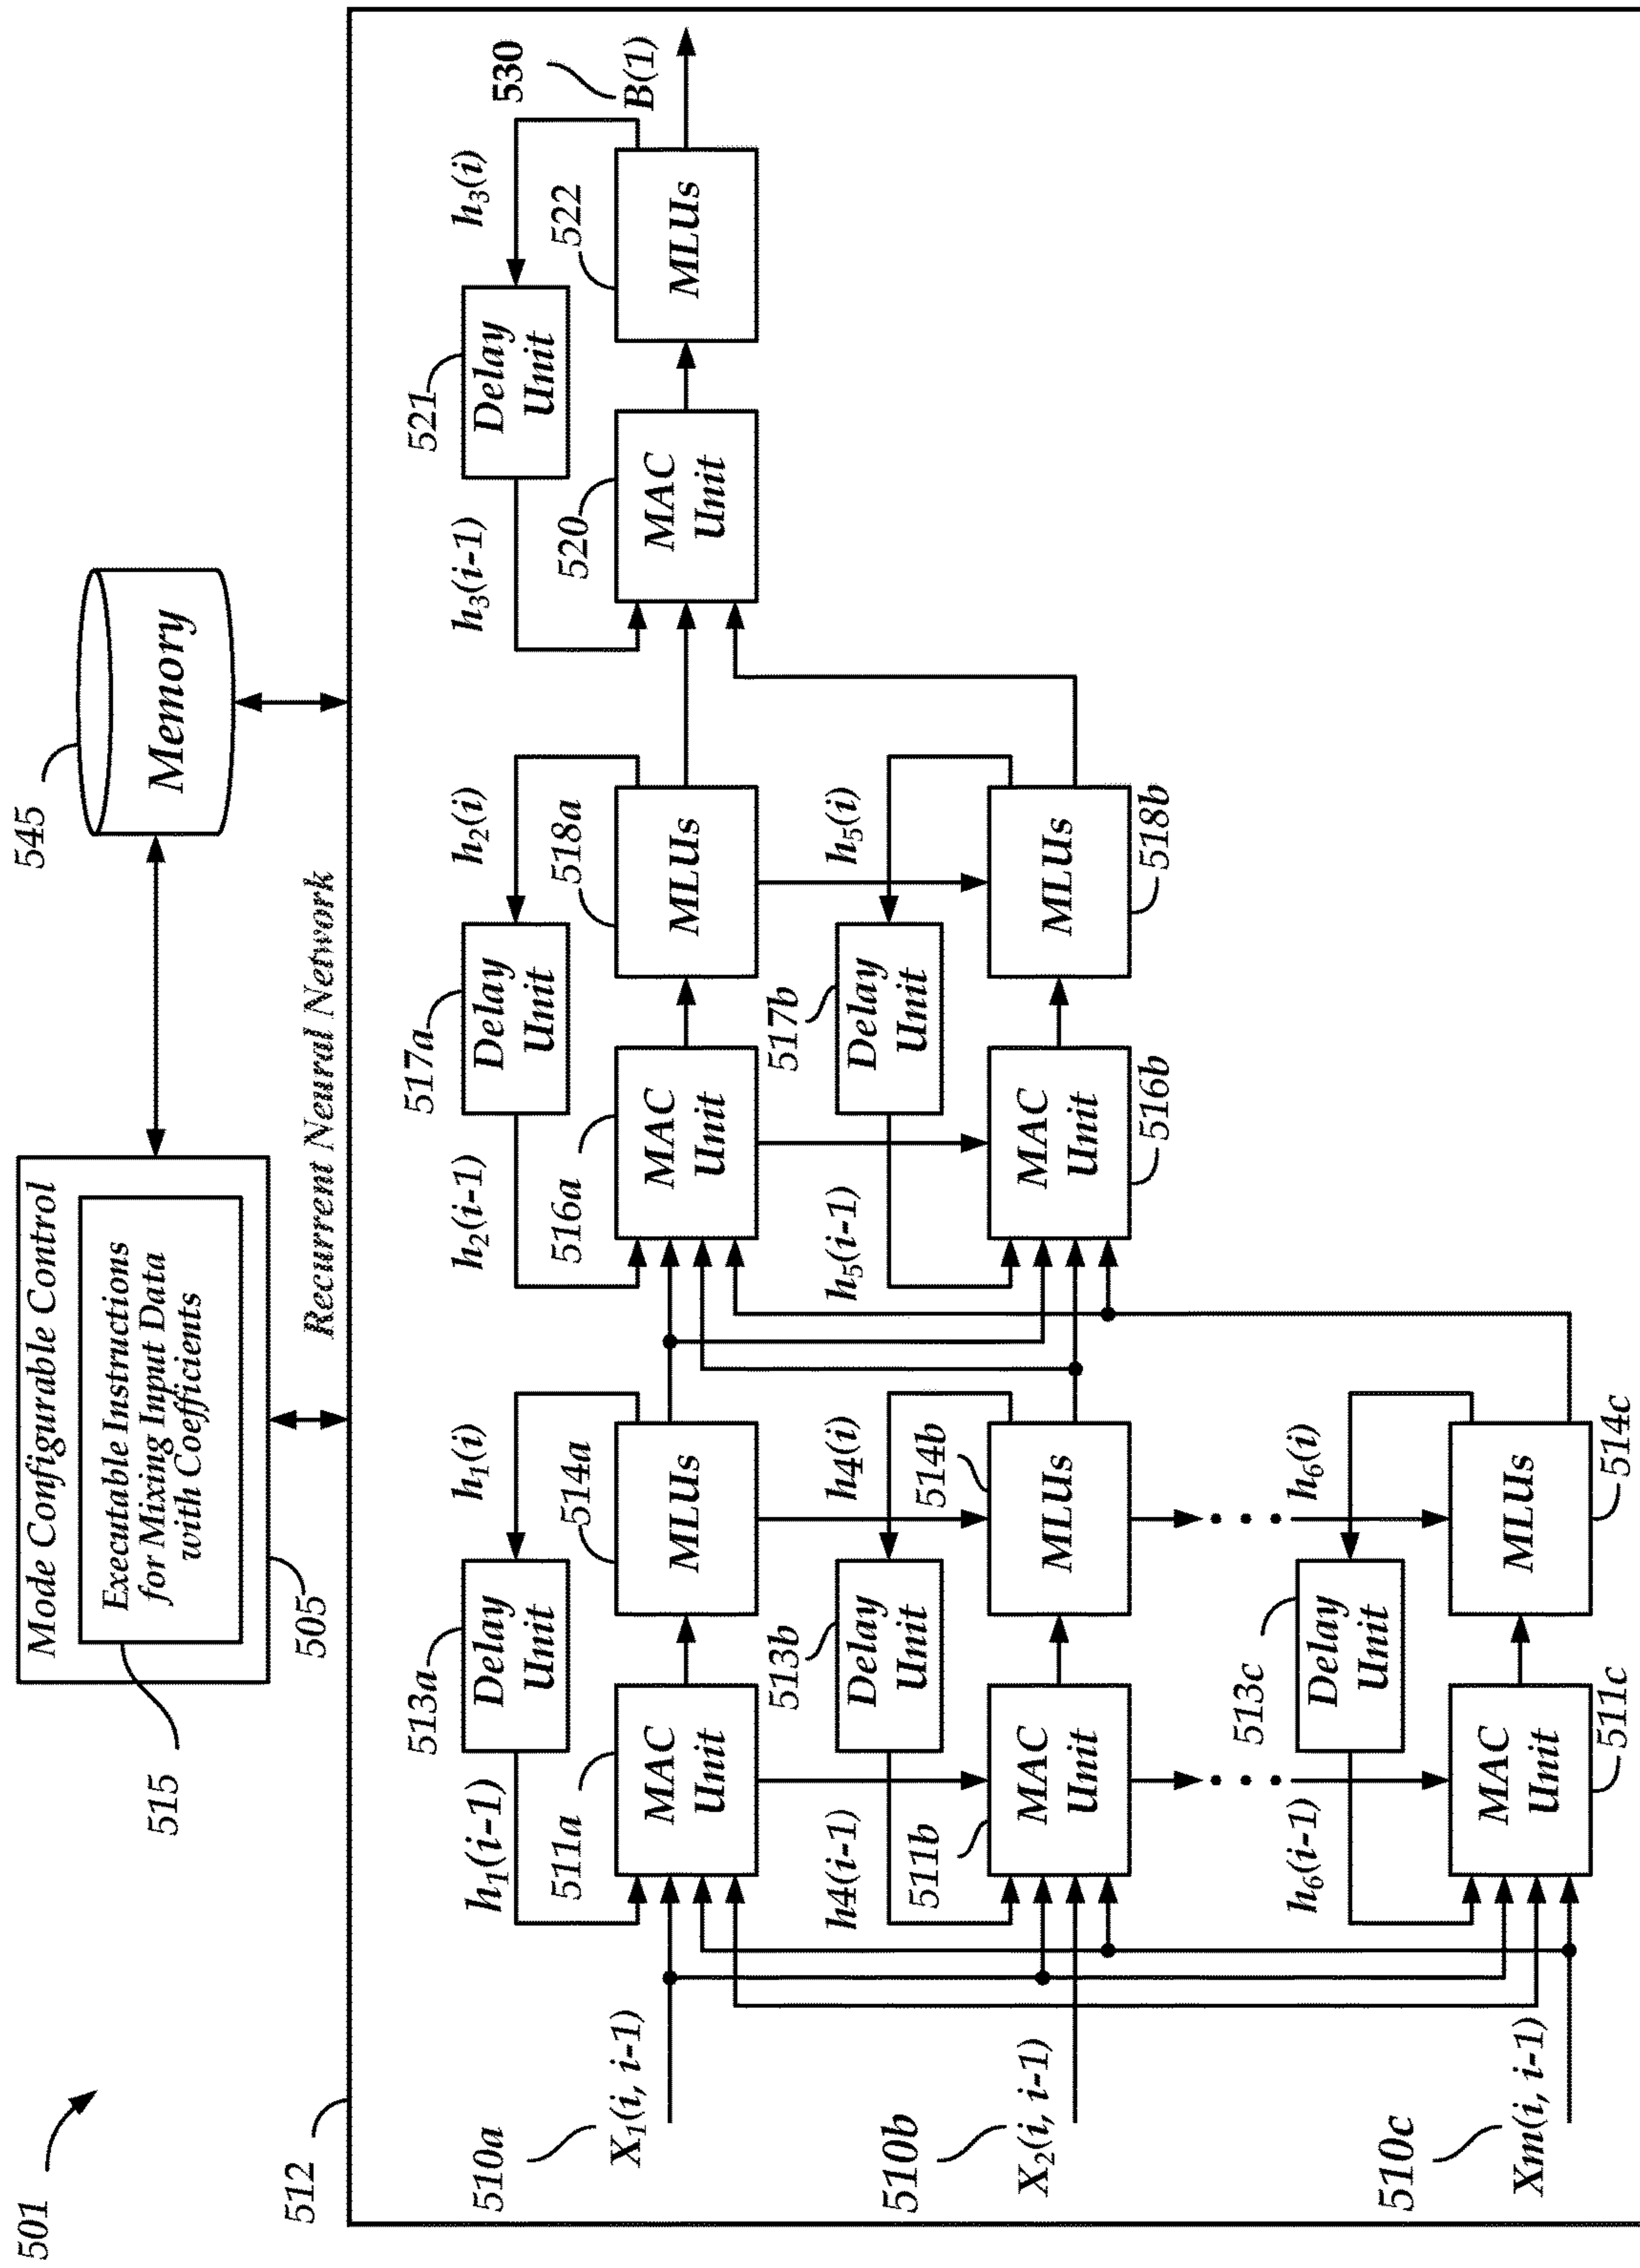 501
Mode Configurable Control
Executable Instructions
for Mixing Input Data
with Coefficients
515
505
545
Memory
512
Recurrent Neural Network
510a
X₁(i, i-1)
510b
X₂(i, i-1)
510c
Xm(i, i-1)
h₁(i-1)
513a
Delay
Unit
h₁(i)
511a
MAC
Unit
514a
MLUs
h4(i-1)
513b
Delay
Unit
h4(i)
511b
MAC
Unit
514b
MLUs
h₆(i-1)
513c
Delay
Unit
h₆(i)
MAC
Unit
511c
MLUs
514c
h₂(i-1)
517a
Delay
Unit
h₂(i)
516a
MAC
Unit
518a
MLUs
h₅(i-1)
517b
Delay
Unit
h₅(i)
MAC
Unit
516b
MLUs
518b
h₃(i-1)
521
Delay
Unit
h₃(i)
520
MAC
Unit
522
MLUs
530
B(1)